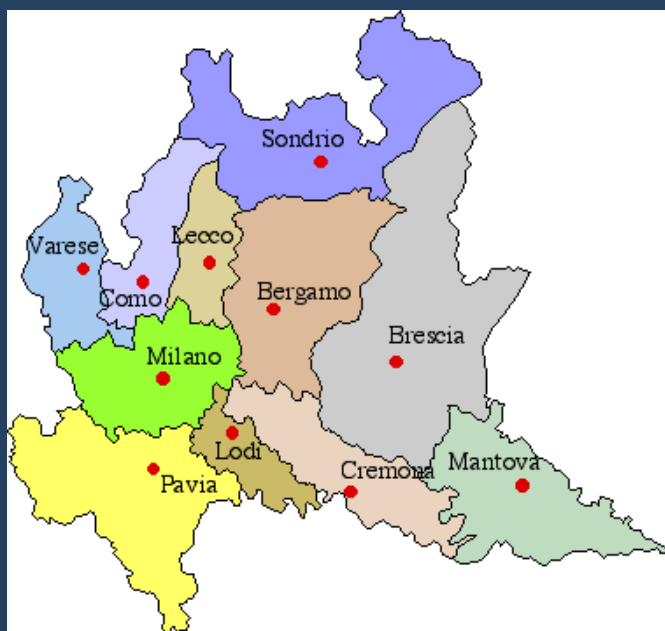 Sondrio
Varese
Lecco
Como
Bergamo
Brescia
Milano
Lodi
Cremona
Mantova
Pavia